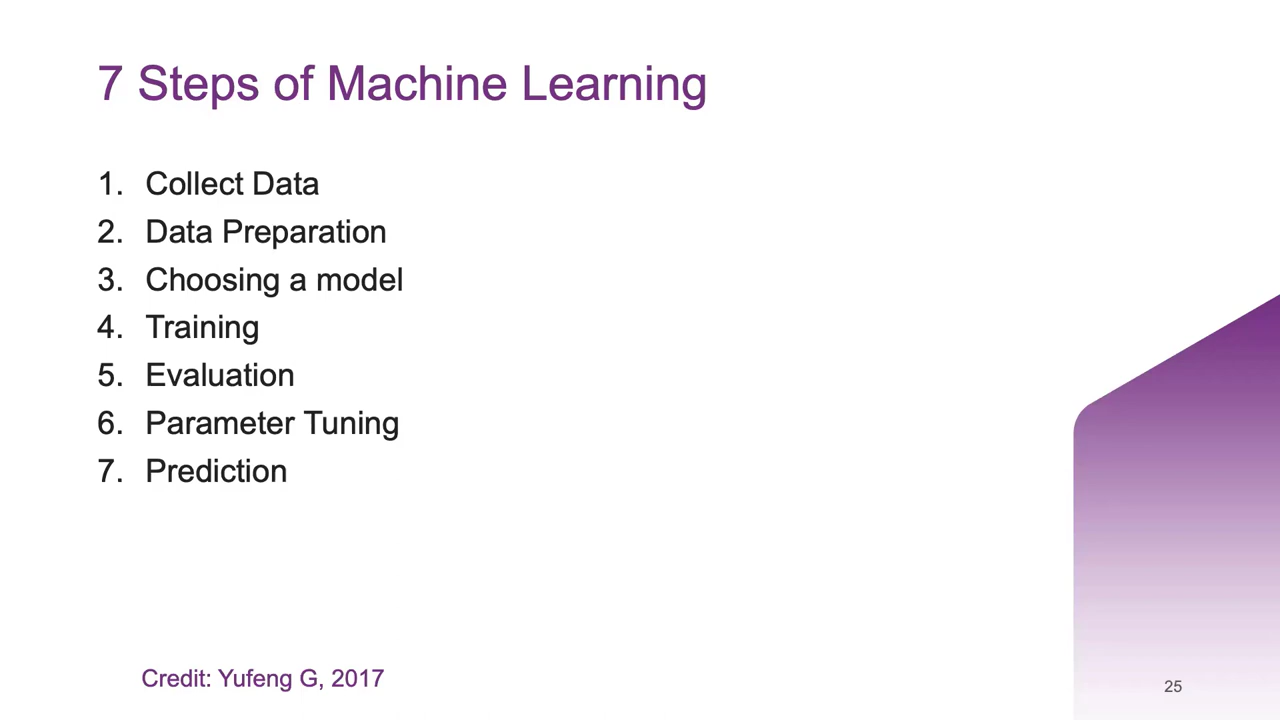 7 Steps of Machine Learning
1. Collect Data
2. Data Preparation
3. Choosing a model
4. Training
5. Evaluation
6. Parameter Tuning
7. Prediction
Credit: Yufeng G, 2017
25